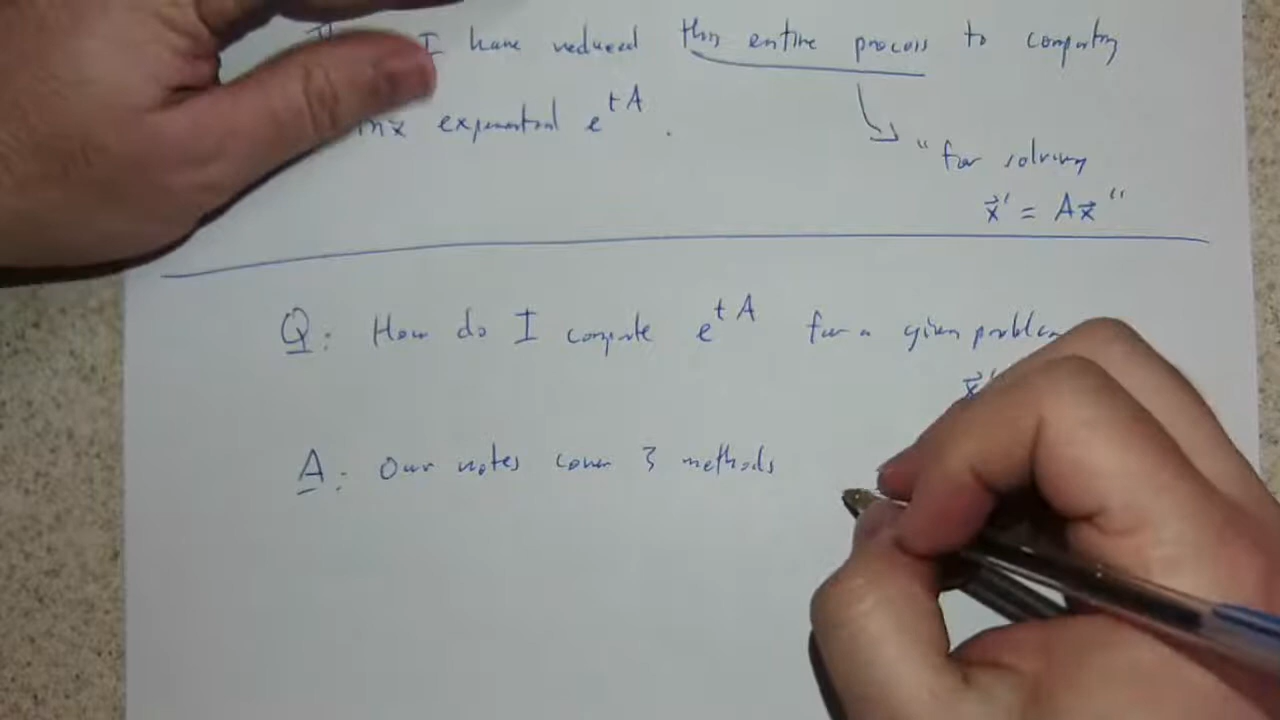 I have reduced this entire process to computing
exponential e^{tA}.
"for solving
x⃗' = Ax⃗"
Q: How do I compute e^{tA} for a given problem
x⃗'
A: Our notes cover 3 methods